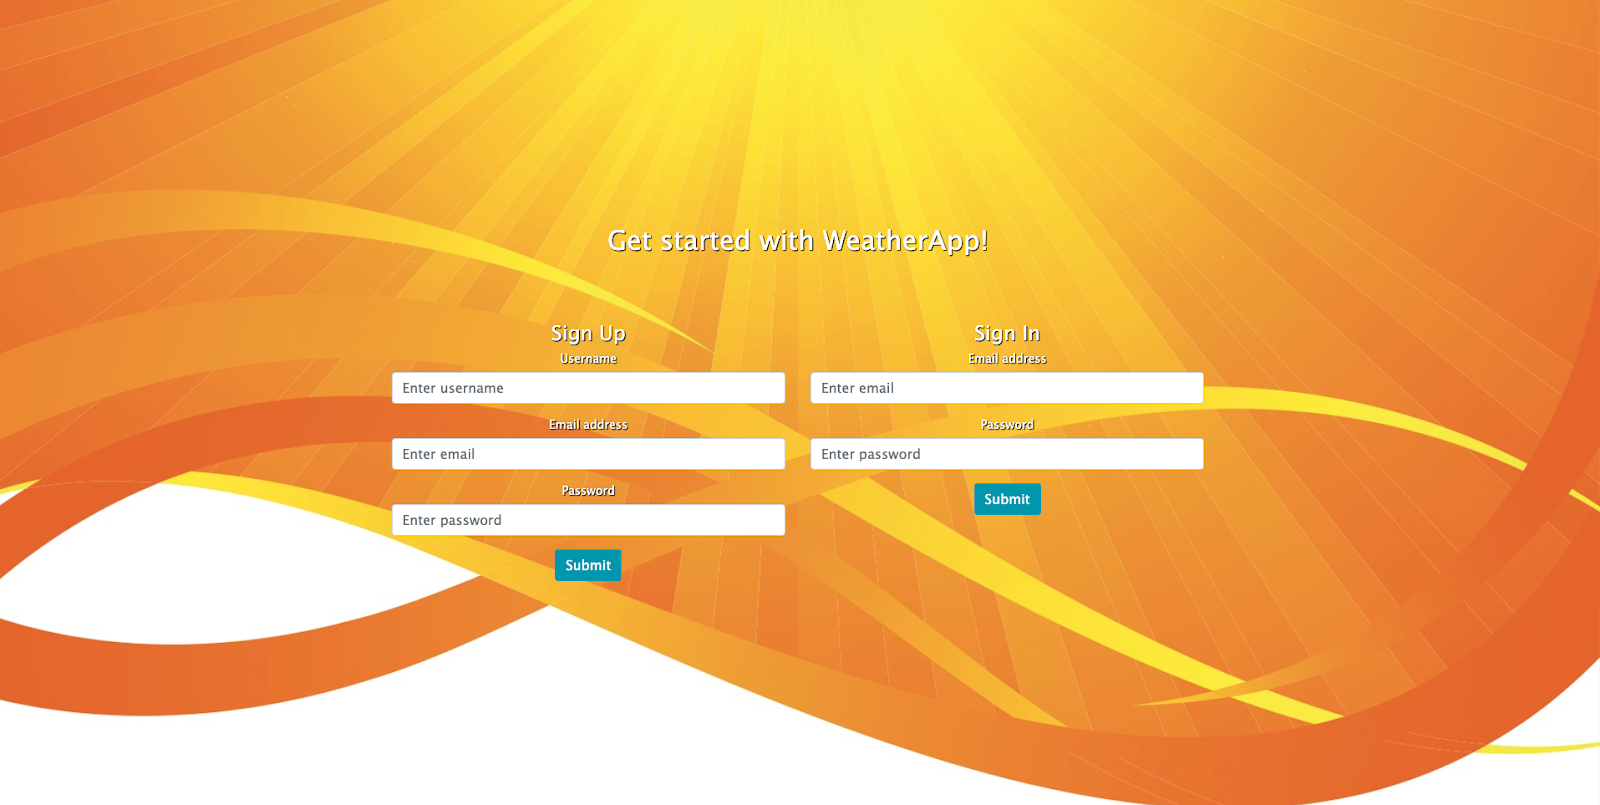 Get started with WeatherApp!
Sign Up
Username
Enter username
Email address
Enter email
Password
Enter password
Submit
Sign In
Email address
Enter email
Password
Enter password
Submit